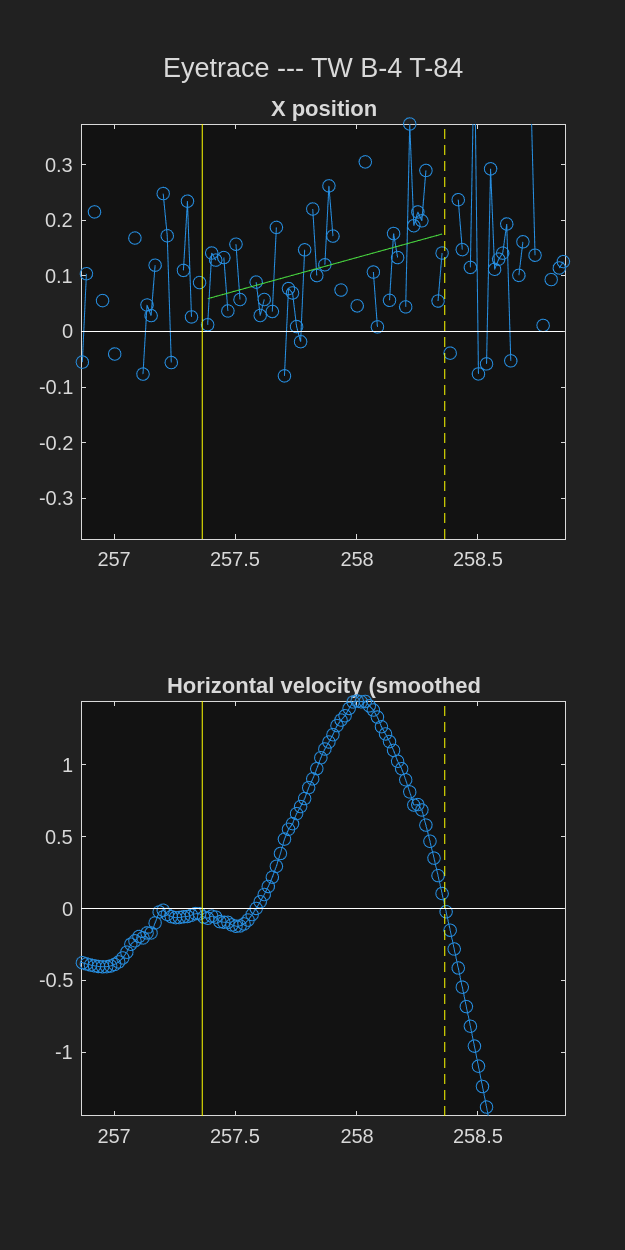 Eyetrace --- TW B-4 T-84
X position
0.3
0.2
0.1
0
-0.1
-0.2
-0.3
257 257.5 258 258.5
Horizontal velocity (smoothed
1
0.5
0
-0.5
-1
257 257.5 258 258.5